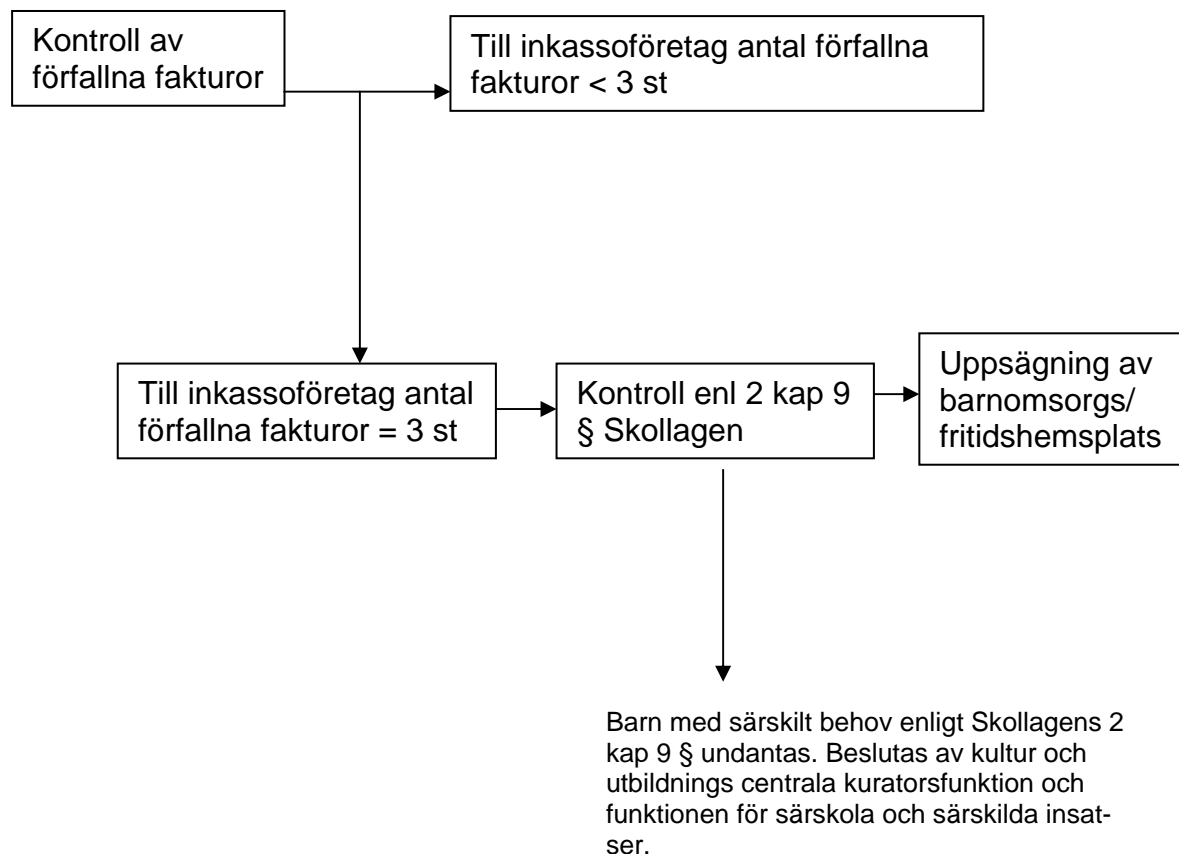 Kontroll av
förfallna fakturor
Till inkassoföretag antal förfallna
fakturor < 3 st
Till inkassoföretag antal
förfallna fakturor = 3 st
Kontroll enl 2 kap 9
§ Skollagen
Uppsägning av
barnomsorgs/
fritidshemsplats
Barn med särskilt behov enligt Skollagens 2
kap 9 § undantas. Beslutas av kultur och
utbildnings centrala kuratorsfunktion och
funktionen för särskola och särskilda insat-
ser.